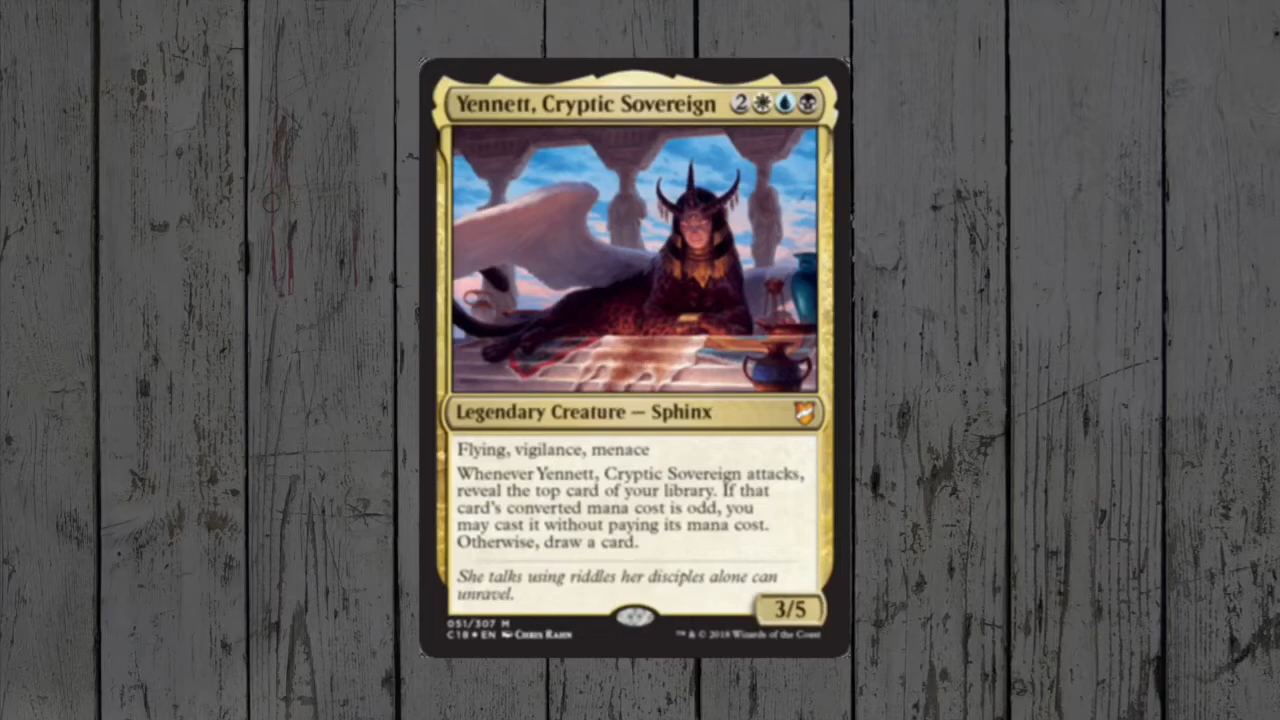 Yennett, Cryptic Sovereign 2
Legendary Creature — Sphinx
Flying, vigilance, menace
Whenever Yennett, Cryptic Sovereign attacks,
reveal the top card of your library. If that
card's converted mana cost is odd, you
may cast it without paying its mana cost.
Otherwise, draw a card.
She talks using riddles her disciples alone can
unravel.
3/5
051/307 M
C18 ★ EN Chris Rahn
™ & © 2018 Wizards of the Coast